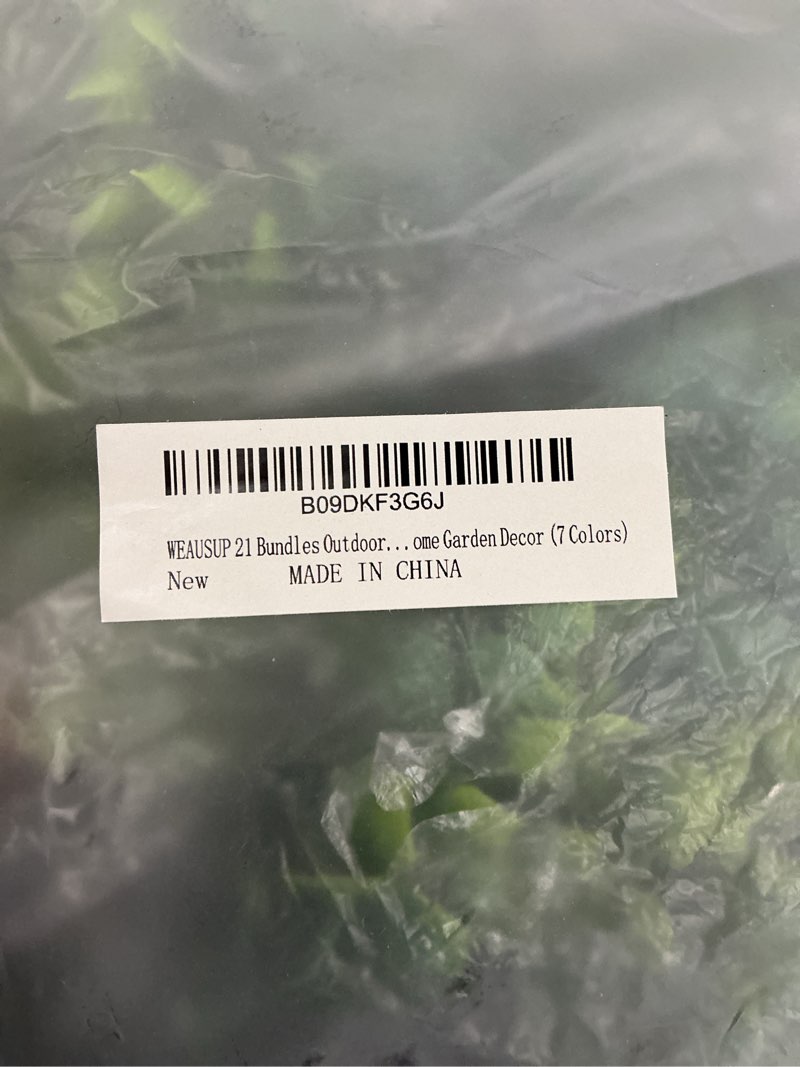 B09DKF3G6J
WEAUSUP 21 Bundles Outdoor...ome Garden Decor (7 Colors)
New MADE IN CHINA